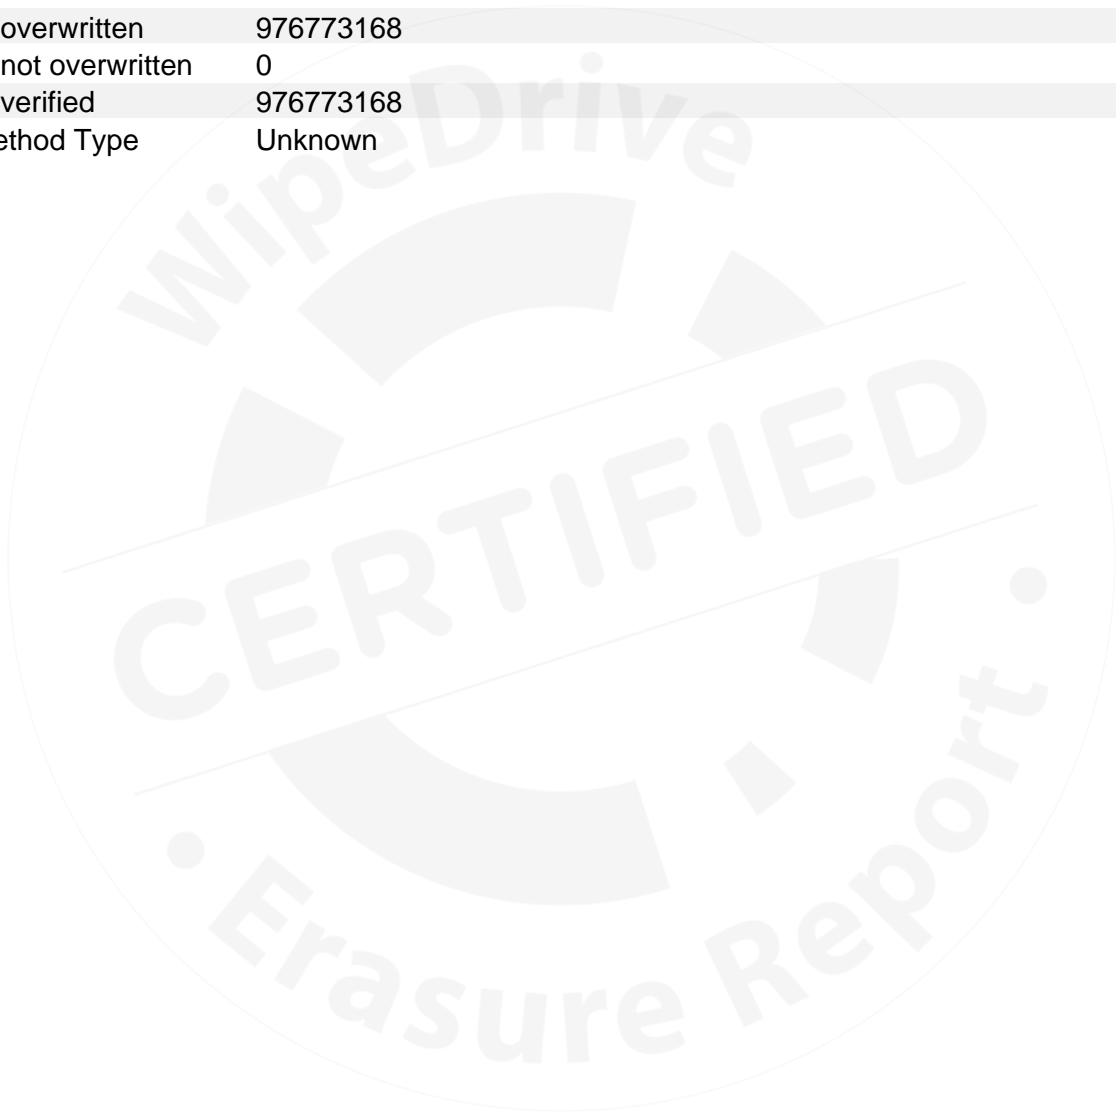 overwritten 976773168
not overwritten 0
verified 976773168
ethod Type Unknown
WipeDrive
CERTIFIED
Erasure Report